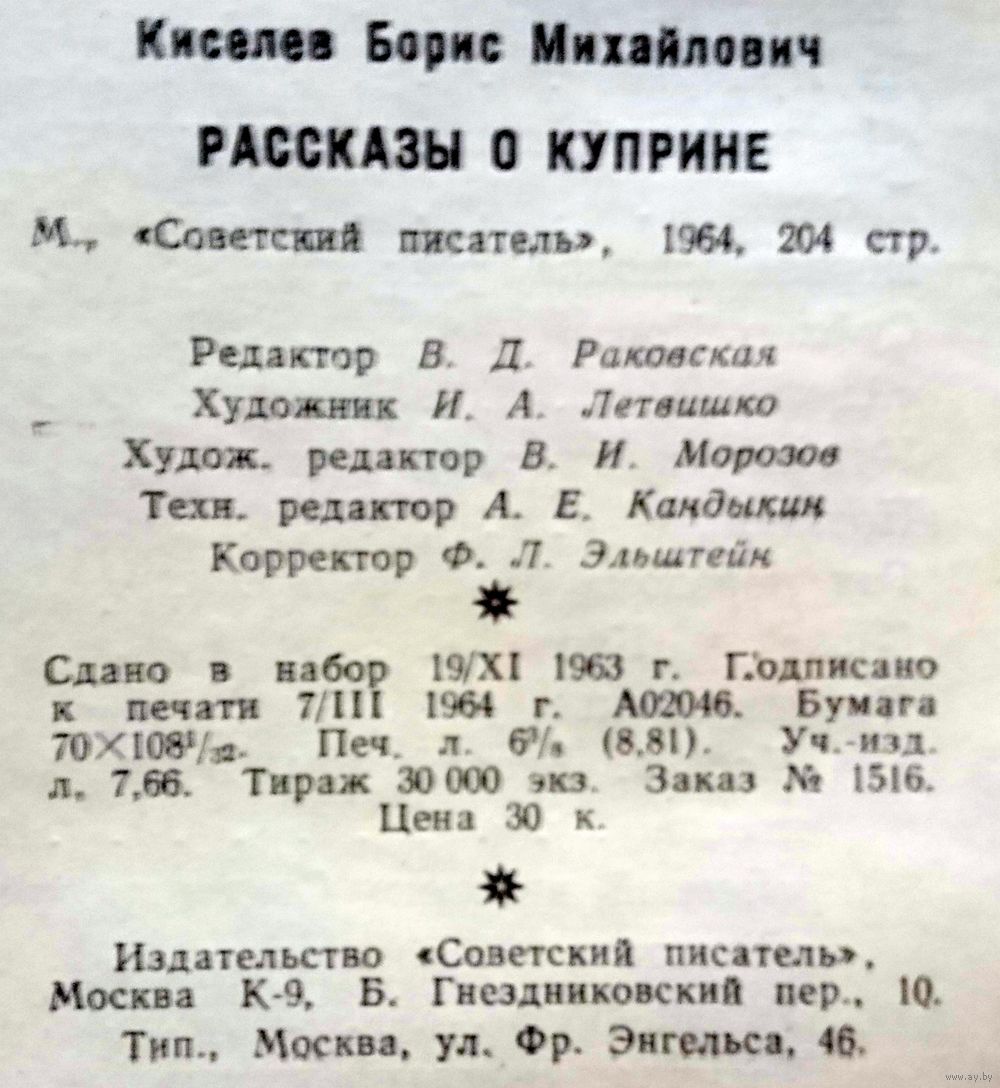 Киселев Борис Михайлович
РАССКАЗЫ О КУПРИНЕ
М., «Советский писатель», 1964, 204 стр.
Редактор В. Д. Раковская
Художник И. А. Летвишко
Худож. редактор В. И. Морозов
Техн. редактор А. Е. Кандыкин
Корректор Ф. Л. Эльштейн
Сдано в набор 19/XI 1963 г. Подписано
к печати 7/III 1964 г. А02046. Бумага
70×108¹/₃₂. Печ. л. 6³/₈ (8,81). Уч.-изд.
л. 7,66. Тираж 30 000 экз. Заказ № 1516.
Цена 30 к.
Издательство «Советский писатель».
Москва К-9, Б. Гнездниковский пер., 10.
Тип., Москва, ул. Фр. Энгельса, 46.
www.ay.by